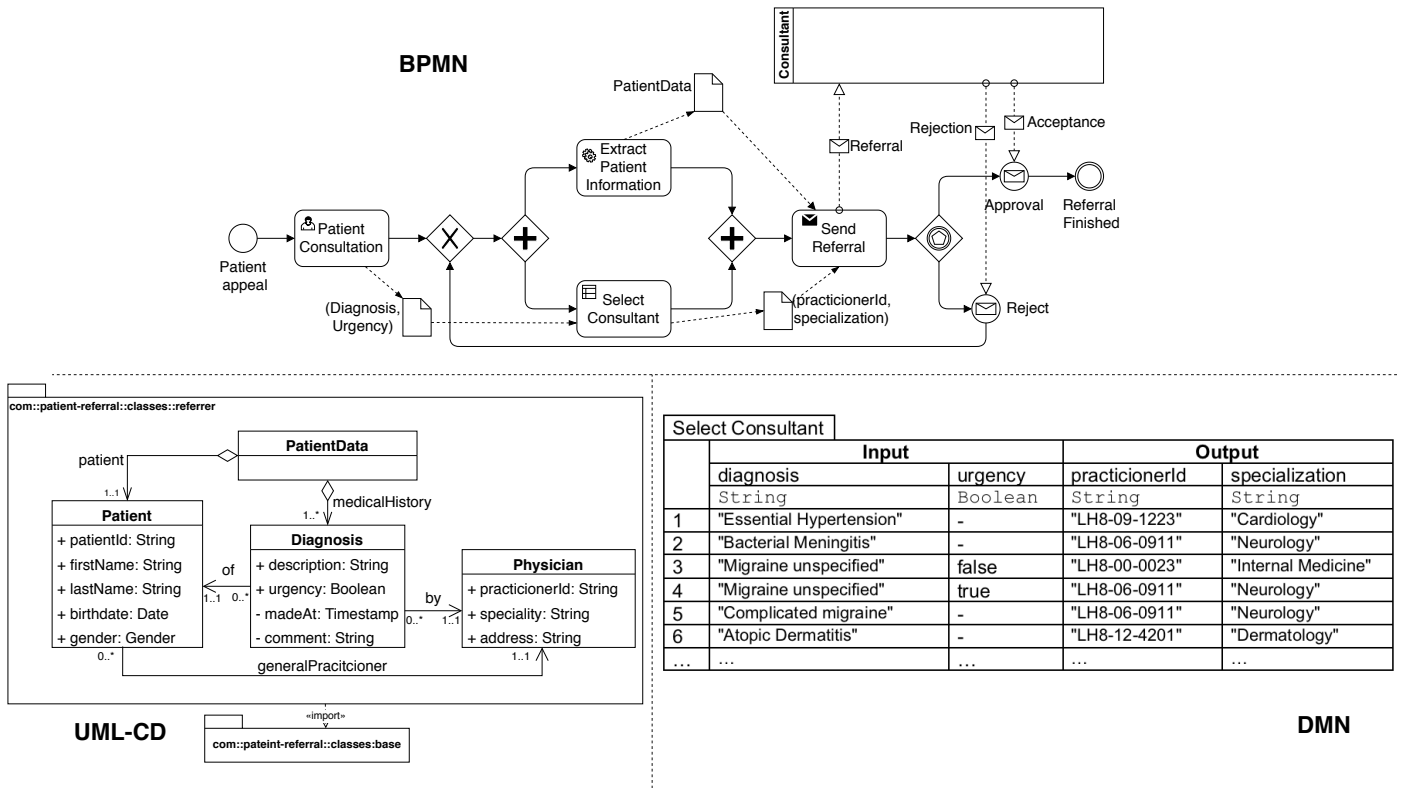 BPMN
Consultant
PatientData
Rejection
Acceptance
Referral
Extract
Patient
Information
Patient
Consultation
Send
Referral
Approval
Referral
Finished
Patient
appeal
(Diagnosis,
Urgency)
Select
Consultant
(practicionerId,
specialization)
Reject
com::patient-referral::classes::referrer
PatientData
patient
1..1
medicalHistory
1..*
Patient
+ patientId: String
+ firstName: String
+ lastName: String
+ birthdate: Date
+ gender: Gender
of
1..1
0..*
Diagnosis
+ description: String
+ urgency: Boolean
- madeAt: Timestamp
- comment: String
by
0..*
1..1
Physician
+ practicionerId: String
+ speciality: String
+ address: String
0..*
generalPracitcioner
1..1
«import»
com::pateint-referral::classes:base
UML-CD
Select Consultant
Input Output
diagnosis urgency practicionerId specialization
String Boolean String String
1 "Essential Hypertension" - "LH8-09-1223" "Cardiology"
2 "Bacterial Meningitis" - "LH8-06-0911" "Neurology"
3 "Migraine unspecified" false "LH8-00-0023" "Internal Medicine"
4 "Migraine unspecified" true "LH8-06-0911" "Neurology"
5 "Complicated migraine" - "LH8-06-0911" "Neurology"
6 "Atopic Dermatitis" - "LH8-12-4201" "Dermatology"
... ... ... ... ...
DMN